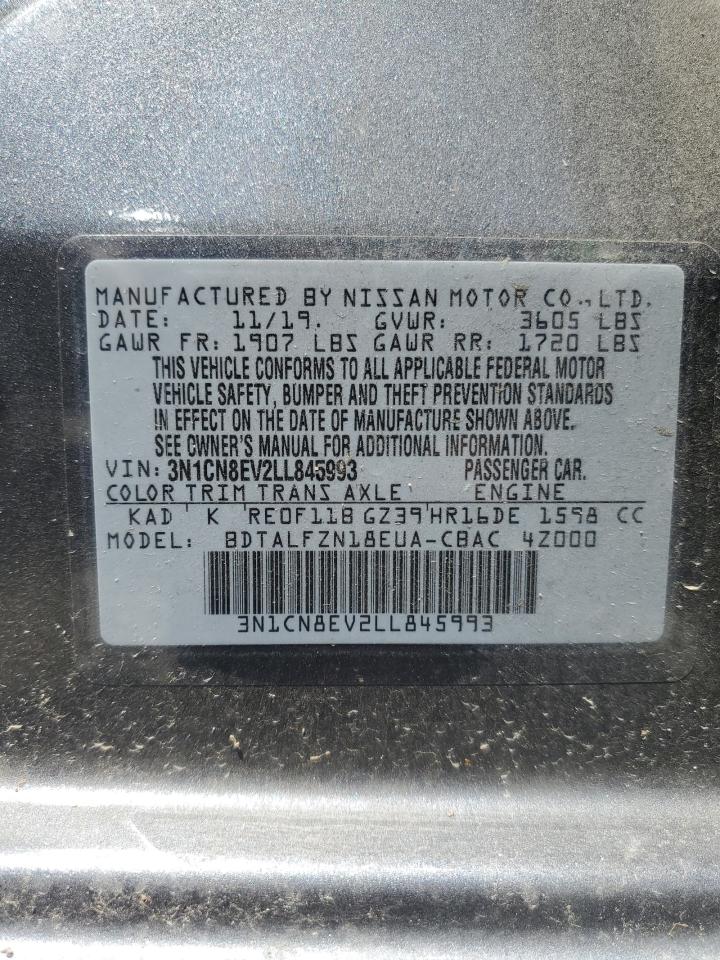 MANUFACTURED BY NISSAN MOTOR CO., LTD.
DATE: 11/19. GVWR: 3605 LBS
GAWR FR: 1907 LBS GAWR RR: 1720 LBS
THIS VEHICLE CONFORMS TO ALL APPLICABLE FEDERAL MOTOR
VEHICLE SAFETY, BUMPER AND THEFT PREVENTION STANDARDS
IN EFFECT ON THE DATE OF MANUFACTURE SHOWN ABOVE.
SEE OWNER'S MANUAL FOR ADDITIONAL INFORMATION.
VIN: 3N1CN8EV2LL845993 PASSENGER CAR.
COLOR TRIM TRANS AXLE ENGINE
KAD K RE0F11B GZ39 HR16DE 1598 CC
MODEL: BDTALFZN18EUA-CBAC 4Z000
3N1CN8EV2LL845993